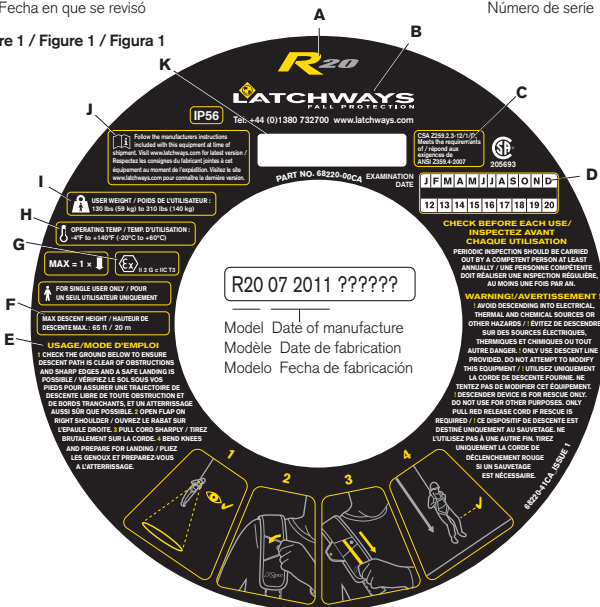 Fecha en que se revisó
Número de serie
re 1 / Figure 1 / Figura 1
A
B
K
C
J
D
I
H
G
F
E
R20
LATCHWAYS
FALL PROTECTION
Tel. +44 (0)1380 732700 www.latchways.com
IP56
Follow the manufacturers instructions
included with this equipment at time of
shipment. Visit www.latchways.com for latest version /
Respectez les consignes du fabricant jointes à cet
équipement au moment de l'expédition. Visitez le site
www.latchways.com pour connaître la dernière version.
CSA Z259.2.3-12/1/D
Meets the requirements
of / répond aux
exigences de
ANSI Z359.4-2007
205693
PART NO. 68220-00CA
EXAMINATION
DATE
J F M A M J J A S O N D
12 13 14 15 16 17 18 19 20
USER WEIGHT / POIDS DE L'UTILISATEUR :
130 lbs (59 kg) to 310 lbs (140 kg)
OPERATING TEMP / TEMP. D'UTILISATION :
-4°F to +140°F (-20°C to +60°C)
MAX = 1 ×
Ex II 2 G c IIC T3
FOR SINGLE USER ONLY / POUR
UN SEUL UTILISATEUR UNIQUEMENT
MAX DESCENT HEIGHT / HAUTEUR DE
DESCENTE MAX. : 65 ft / 20 m
USAGE/MODE D'EMPLOI
1 CHECK THE GROUND BELOW TO ENSURE
DESCENT PATH IS CLEAR OF OBSTRUCTIONS
AND SHARP EDGES AND A SAFE LANDING IS
POSSIBLE / VÉRIFIEZ LE SOL SOUS VOS
PIEDS POUR ASSURER UNE TRAJECTOIRE DE
DESCENTE LIBRE DE TOUTE OBSTRUCTION ET
DE BORDS TRANCHANTS, ET UN ATTERRISSAGE
AUSSI SÛR QUE POSSIBLE. 2 OPEN FLAP ON
RIGHT SHOULDER / OUVREZ LE RABAT SUR
L'ÉPAULE DROITE. 3 PULL CORD SHARPLY / TIREZ
BRUTALEMENT SUR LA CORDE. 4 BEND KNEES
AND PREPARE FOR LANDING / PLIEZ
LES GENOUX ET PREPAREZ-VOUS
A L'ATTERRISSAGE.
R20 07 2011 ??????
Model Date of manufacture
Modèle Date de fabrication
Modelo Fecha de fabricación
CHECK BEFORE EACH USE/
INSPECTEZ AVANT
CHAQUE UTILISATION
PERIODIC INSPECTION SHOULD BE CARRIED
OUT BY A COMPETENT PERSON AT LEAST
ANNUALLY / UNE PERSONNE COMPÉTENTE
DOIT RÉALISER UNE INSPECTION RÉGULIÈRE,
AU MOINS UNE FOIS PAR AN.
WARNING!/AVERTISSEMENT !
! AVOID DESCENDING INTO ELECTRICAL,
THERMAL AND CHEMICAL SOURCES OR
OTHER HAZARDS / ! ÉVITEZ DE DESCENDRE
SUR DES SOURCES ÉLECTRIQUES,
THERMIQUES ET CHIMIQUES OU TOUT
AUTRE DANGER. ! ONLY USE DESCENT LINE
PROVIDED. DO NOT ATTEMPT TO MODIFY
THIS EQUIPMENT / ! UTILISEZ UNIQUEMENT
LA CORDE DE DESCENTE FOURNIE. NE
TENTEZ PAS DE MODIFIER CET ÉQUIPEMENT.
! DESCENDER DEVICE IS FOR RESCUE ONLY.
DO NOT USE FOR OTHER PURPOSES. ONLY
PULL RED RELEASE CORD IF RESCUE IS
REQUIRED / ! CE DISPOSITIF DE DESCENTE EST
DESTINÉ UNIQUEMENT AU SAUVETAGE. NE
L'UTILISEZ PAS À UNE AUTRE FIN. TIREZ
UNIQUEMENT LA CORDE DE
DÉCLENCHEMENT ROUGE
SI UN SAUVETAGE
EST NÉCESSAIRE.
68220-41CA_ISSUE 1
1
2
3
4